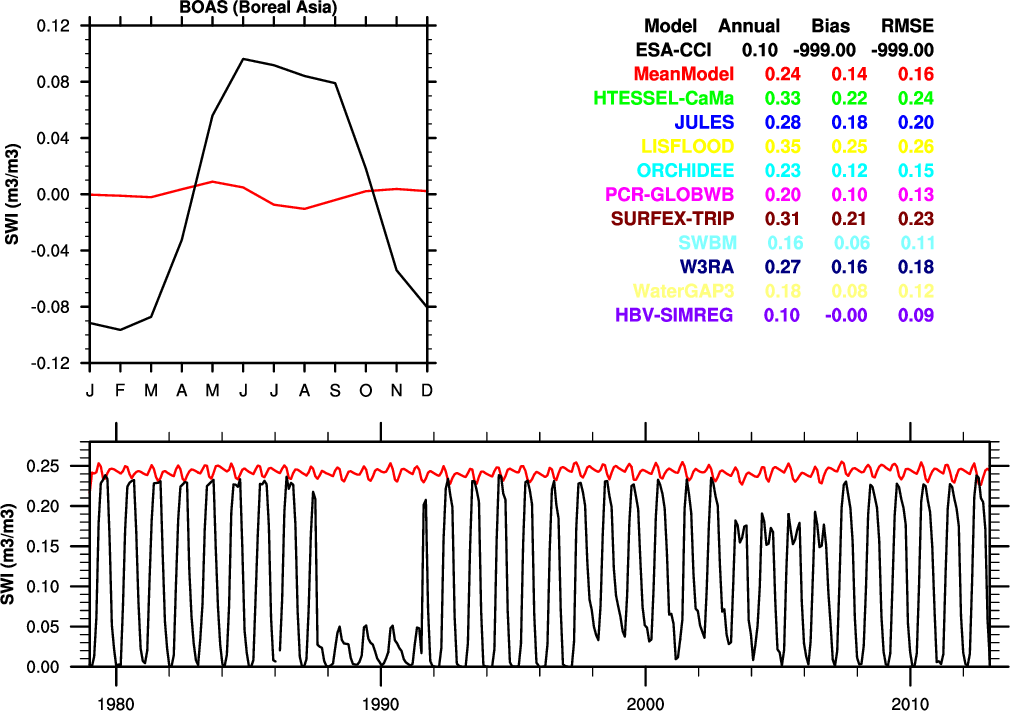 BOAS (Boreal Asia)
0.12
0.08
0.04
0.00
-0.04
-0.08
-0.12
SWI (m3/m3)
J F M A M J J A S O N D
Model Annual Bias RMSE
ESA-CCI 0.10 -999.00 -999.00
MeanModel 0.24 0.14 0.16
HTESSEL-CaMa 0.33 0.22 0.24
JULES 0.28 0.18 0.20
LISFLOOD 0.35 0.25 0.26
ORCHIDEE 0.23 0.12 0.15
PCR-GLOBWB 0.20 0.10 0.13
SURFEX-TRIP 0.31 0.21 0.23
SWBM 0.16 0.06 0.11
W3RA 0.27 0.16 0.18
WaterGAP3 0.18 0.08 0.12
HBV-SIMREG 0.10 -0.00 0.09
0.25
0.20
0.15
0.10
0.05
0.00
SWI (m3/m3)
1980 1990 2000 2010